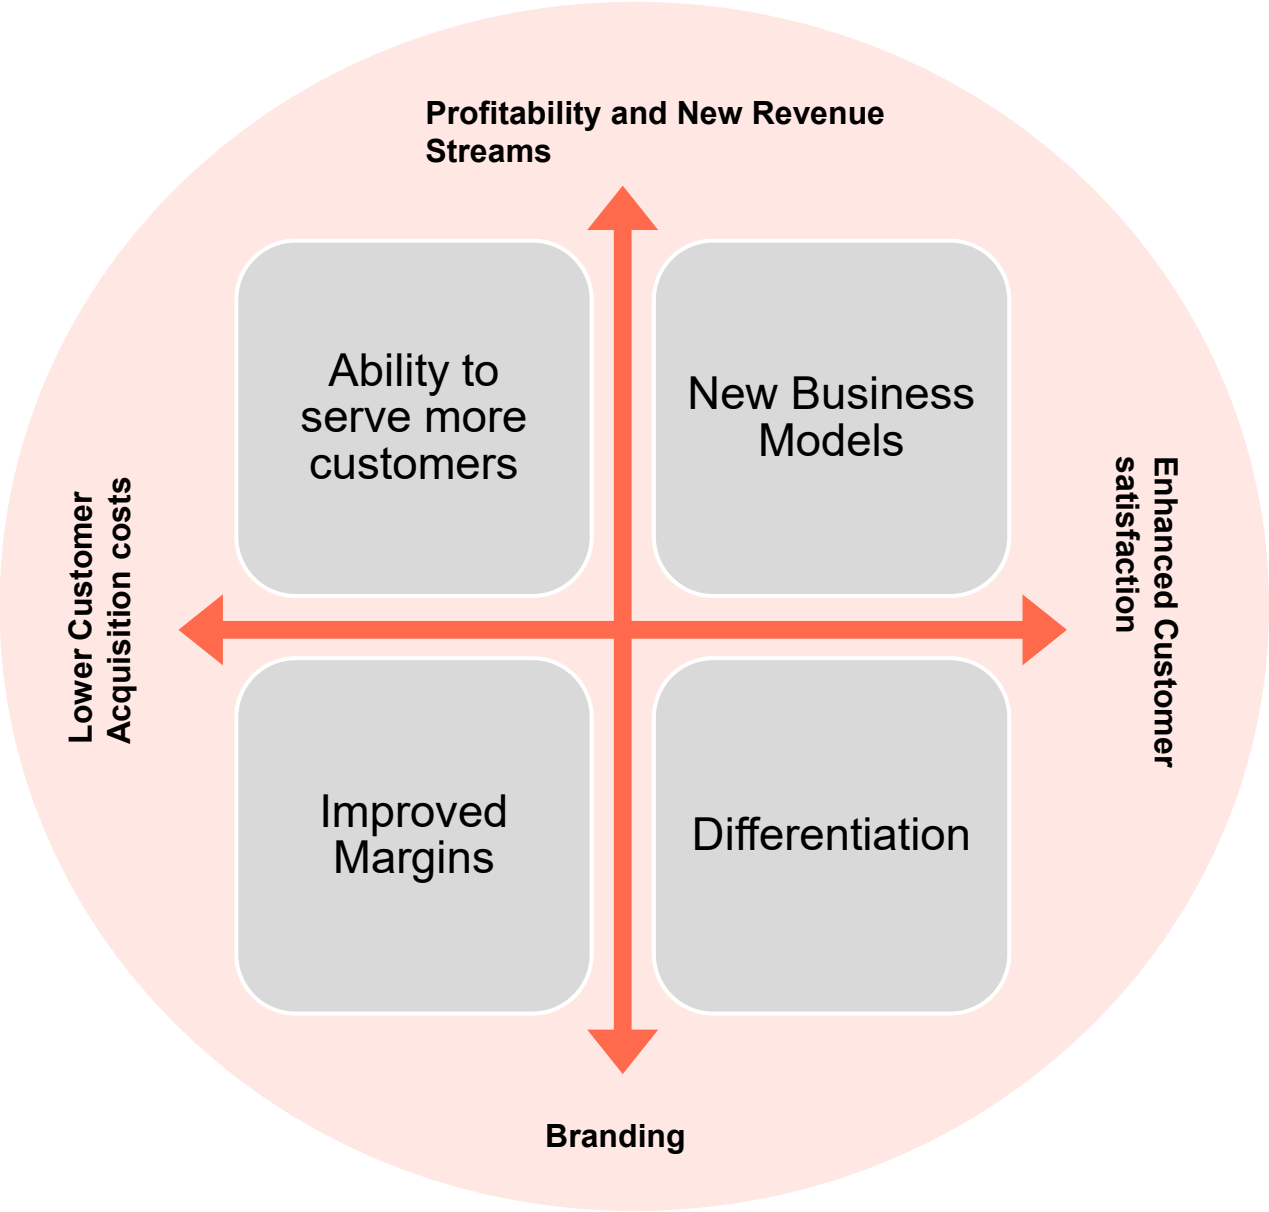 Profitability and New Revenue
Streams
Ability to
serve more
customers
New Business
Models
Lower Customer
Acquisition costs
Enhanced Customer
satisfaction
Improved
Margins
Differentiation
Branding